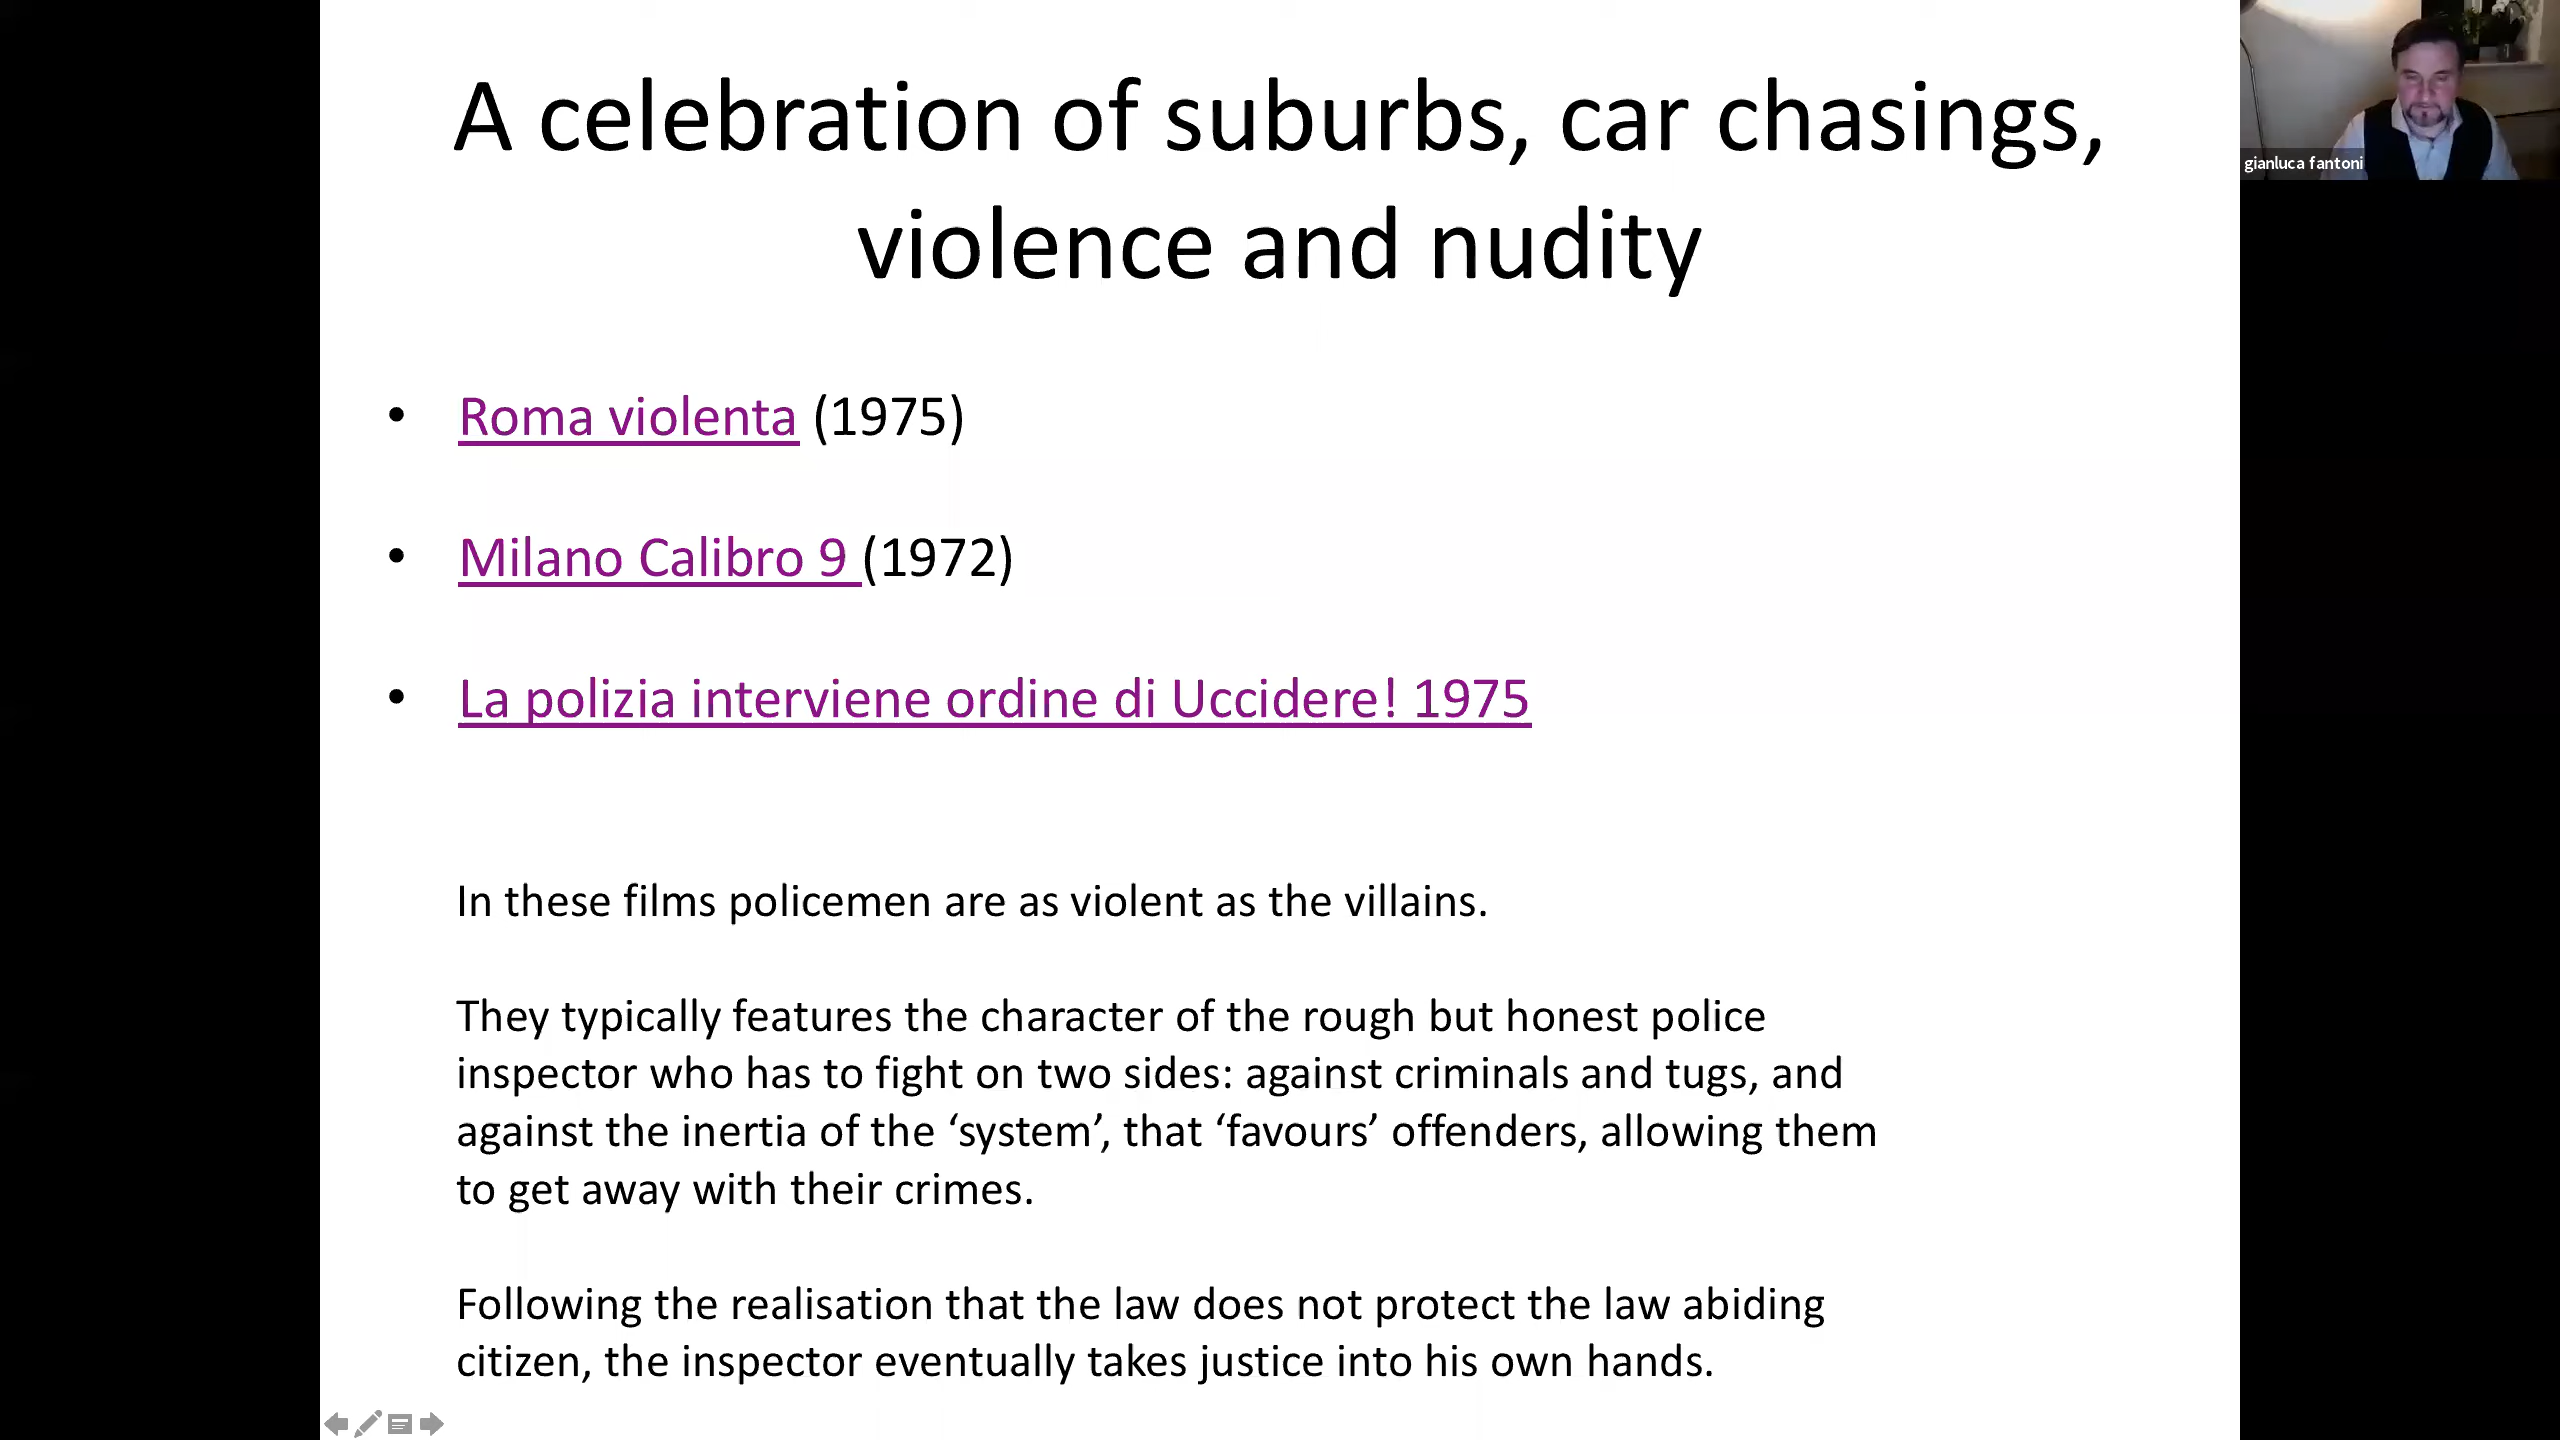 A celebration of suburbs, car chasings,
violence and nudity
gianluca fantoni
• Roma violenta (1975)
• Milano Calibro 9 (1972)
• La polizia interviene ordine di Uccidere! 1975
In these films policemen are as violent as the villains.
They typically features the character of the rough but honest police
inspector who has to fight on two sides: against criminals and tugs, and
against the inertia of the ‘system’, that ‘favours’ offenders, allowing them
to get away with their crimes.
Following the realisation that the law does not protect the law abiding
citizen, the inspector eventually takes justice into his own hands.